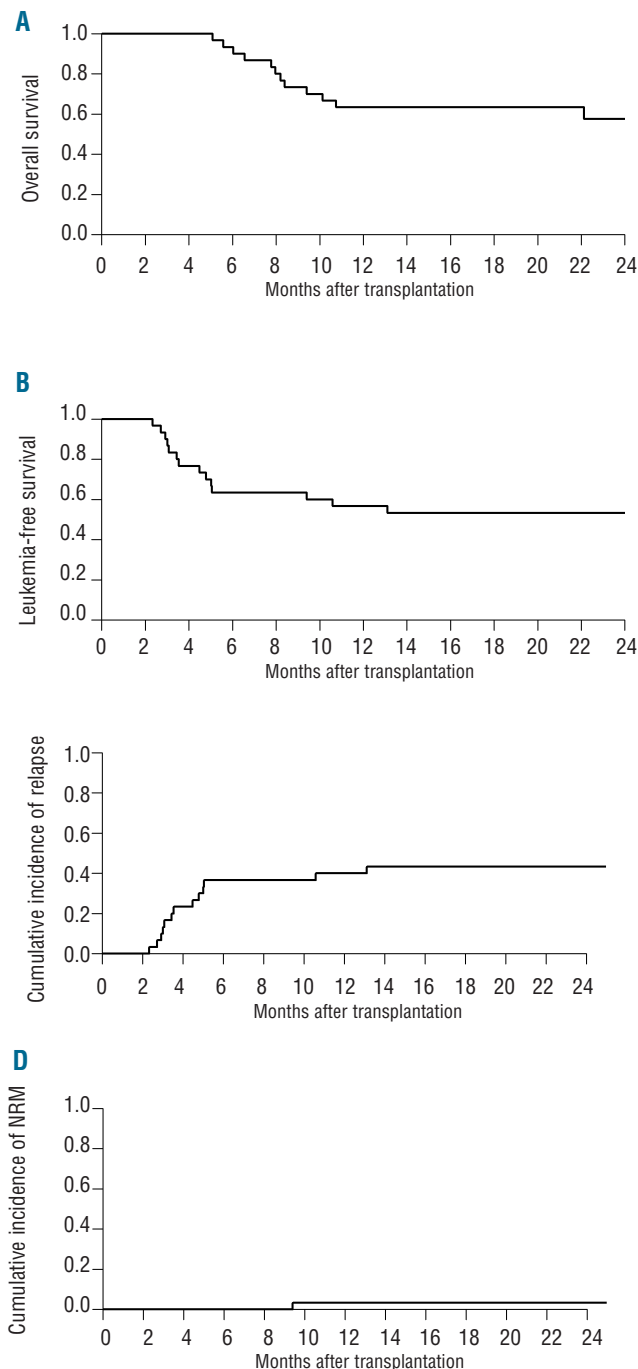 A
Overall survival
1.0
0.8
0.6
0.4
0.2
0.0
0 2 4 6 8 10 12 14 16 18 20 22 24
Months after transplantation
B
Leukemia-free survival
1.0
0.8
0.6
0.4
0.2
0.0
0 2 4 6 8 10 12 14 16 18 20 22 24
Months after transplantation
Cumulative incidence of relapse
1.0
0.8
0.6
0.4
0.2
0.0
0 2 4 6 8 10 12 14 16 18 20 22 24
Months after transplantation
D
Cumulative incidence of NRM
1.0
0.8
0.6
0.4
0.2
0.0
0 2 4 6 8 10 12 14 16 18 20 22 24
Months after transplantation